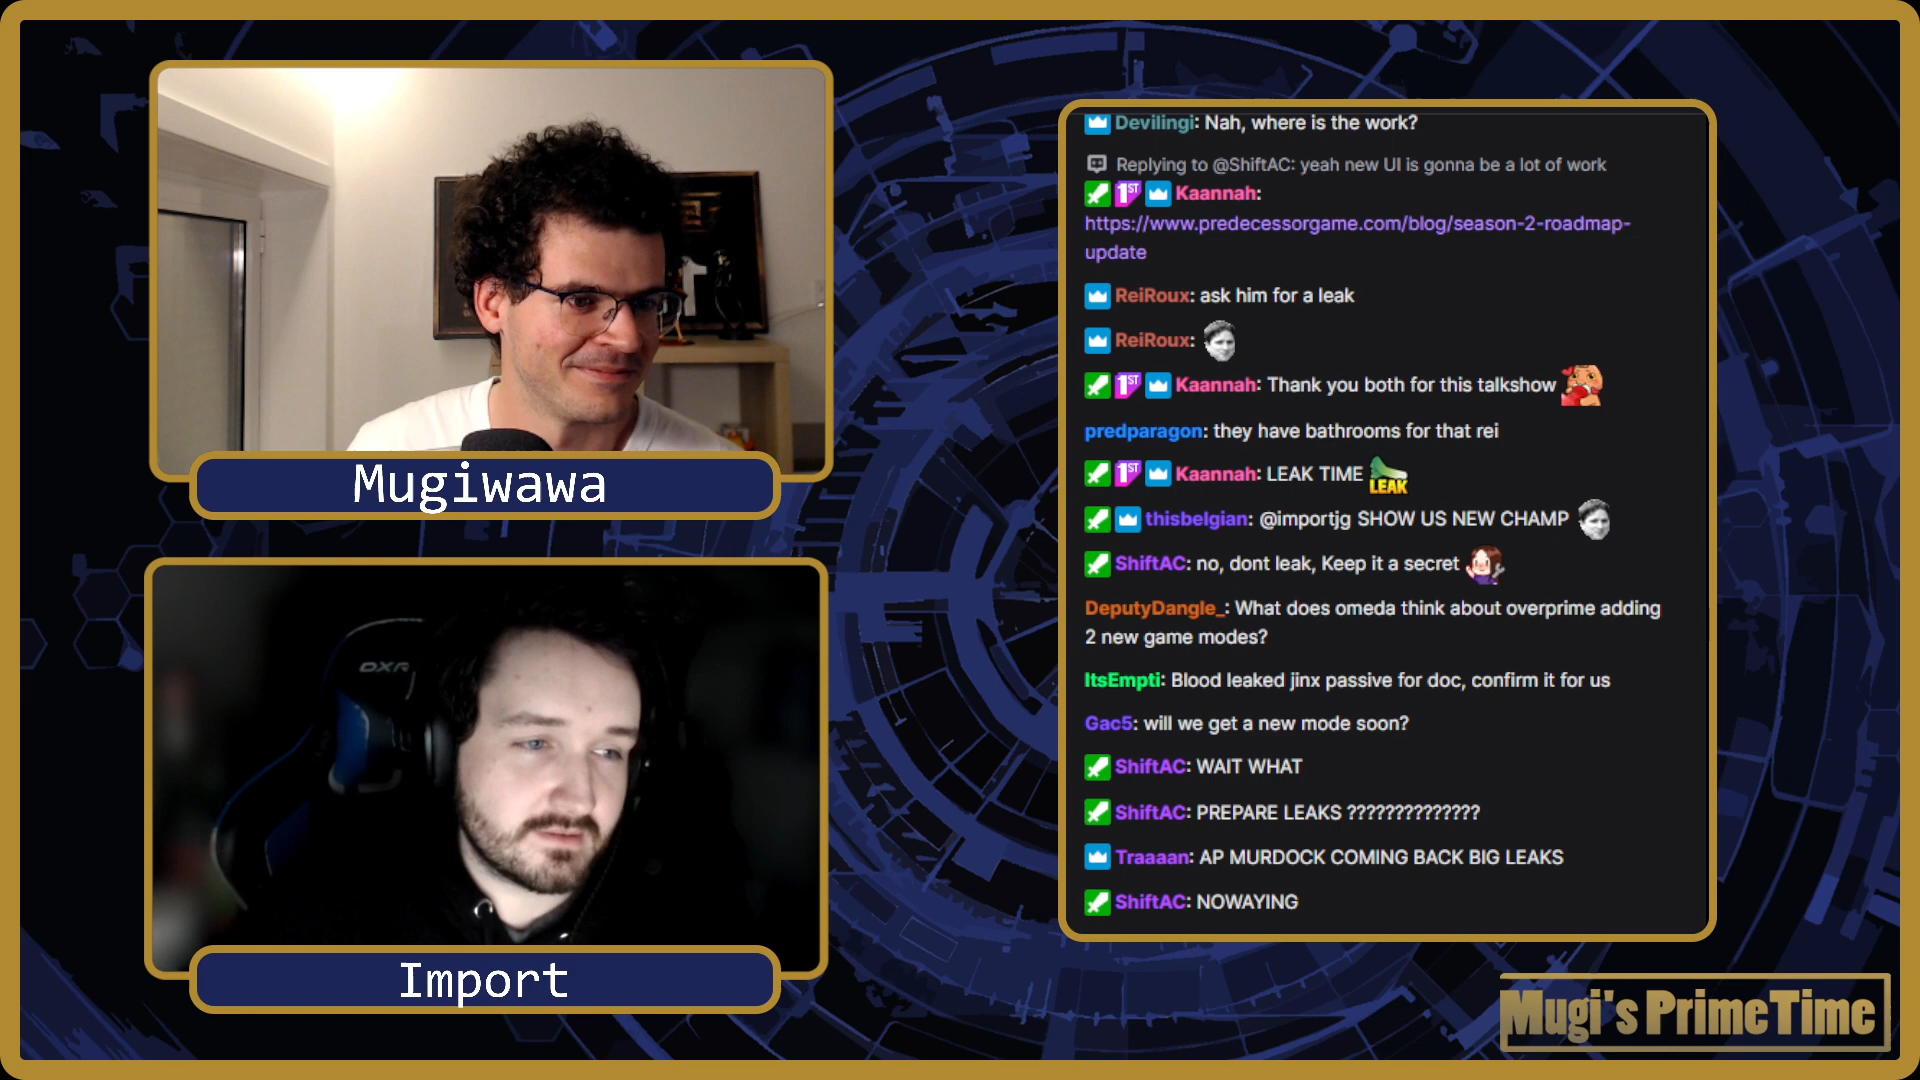 Mugiwawa
DXR
Import
Devilingi: Nah, where is the work?
Replying to @ShiftAC: yeah new UI is gonna be a lot of work
1ST Kaannah:
https://www.predecessorgame.com/blog/season-2-roadmap-
update
ReiRoux: ask him for a leak
ReiRoux:
1ST Kaannah: Thank you both for this talkshow
predparagon: they have bathrooms for that rei
1ST Kaannah: LEAK TIME LEAK
thisbelgian: @importjg SHOW US NEW CHAMP
ShiftAC: no, dont leak, Keep it a secret
DeputyDangle_: What does omeda think about overprime adding
2 new game modes?
ItsEmpti: Blood leaked jinx passive for doc, confirm it for us
Gac5: will we get a new mode soon?
ShiftAC: WAIT WHAT
ShiftAC: PREPARE LEAKS ??????????????
Traaaan: AP MURDOCK COMING BACK BIG LEAKS
ShiftAC: NOWAYING
Mugi's PrimeTime